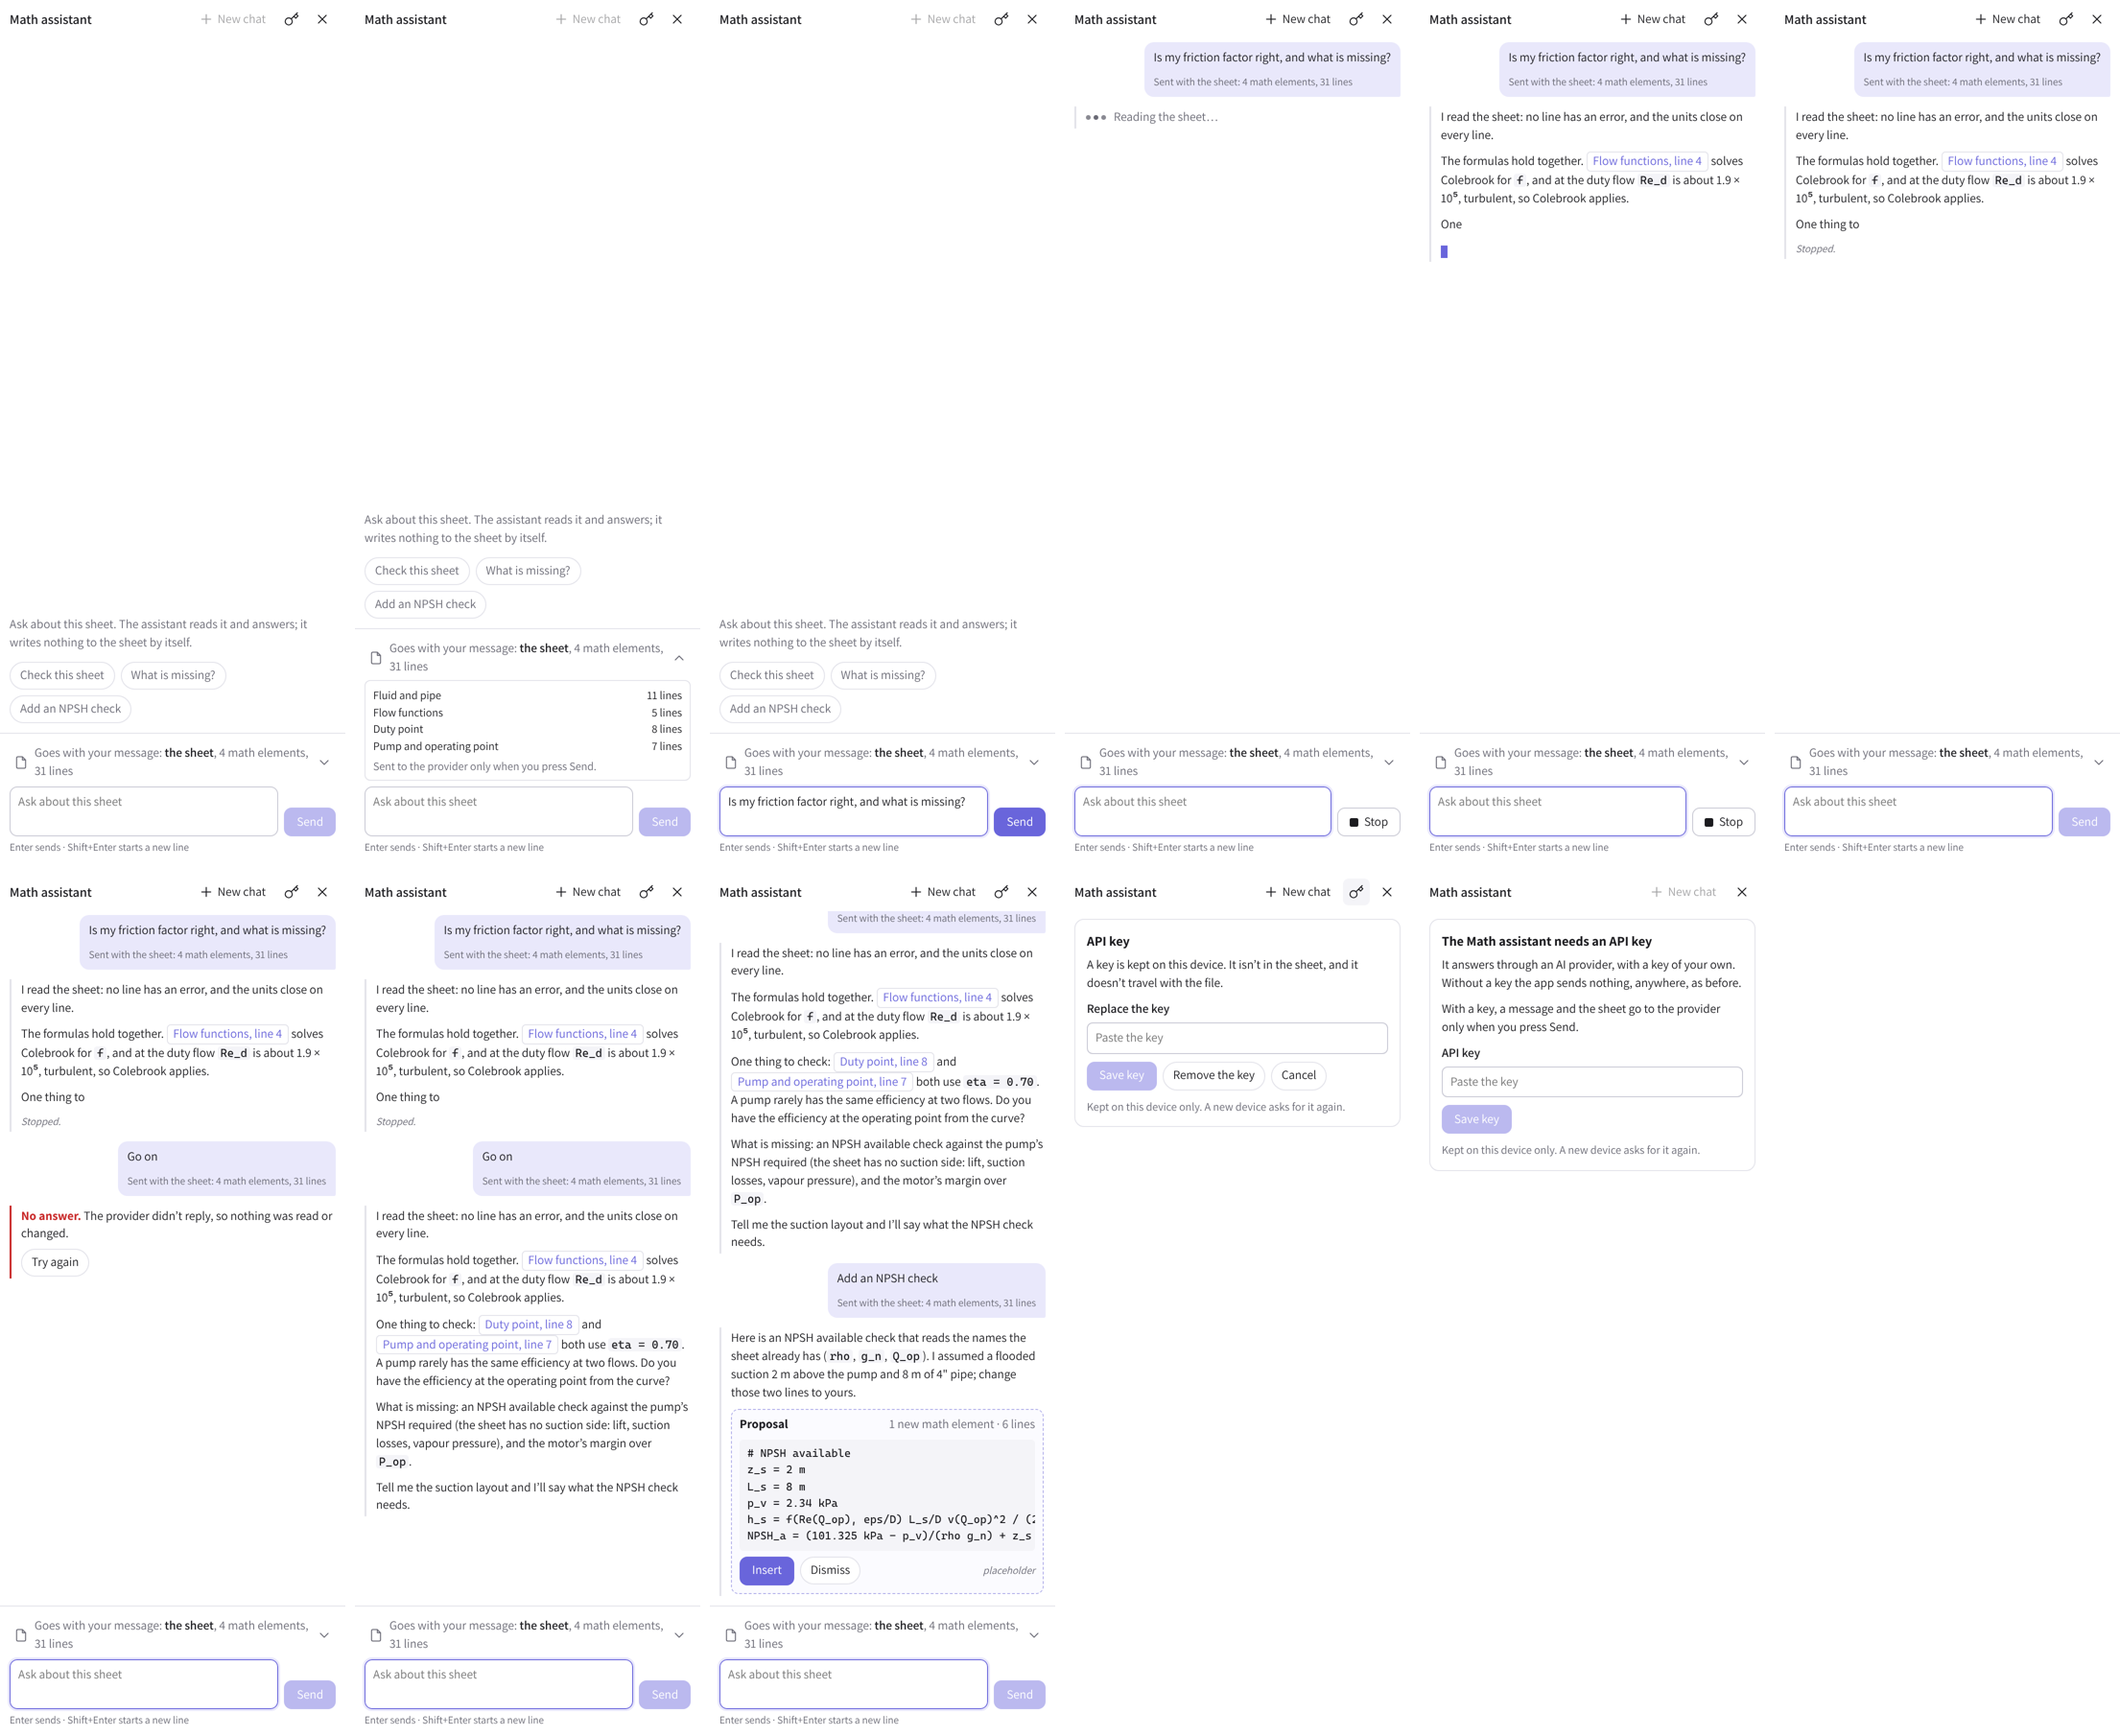 Math assistant
+ New chat
Ask about this sheet. The assistant reads it and answers; it
writes nothing to the sheet by itself.
Check this sheet
What is missing?
Add an NPSH check
Goes with your message: the sheet, 4 math elements,
31 lines
Ask about this sheet
Send
Enter sends · Shift+Enter starts a new line
Math assistant
+ New chat
Ask about this sheet. The assistant reads it and answers; it
writes nothing to the sheet by itself.
Check this sheet
What is missing?
Add an NPSH check
Goes with your message: the sheet, 4 math elements,
31 lines
Fluid and pipe 11 lines
Flow functions 5 lines
Duty point 8 lines
Pump and operating point 7 lines
Sent to the provider only when you press Send.
Ask about this sheet
Send
Enter sends · Shift+Enter starts a new line
Math assistant
+ New chat
Ask about this sheet. The assistant reads it and answers; it
writes nothing to the sheet by itself.
Check this sheet
What is missing?
Add an NPSH check
Goes with your message: the sheet, 4 math elements,
31 lines
Is my friction factor right, and what is missing?
Send
Enter sends · Shift+Enter starts a new line
Math assistant
+ New chat
Is my friction factor right, and what is missing?
Sent with the sheet: 4 math elements, 31 lines
Reading the sheet…
Goes with your message: the sheet, 4 math elements,
31 lines
Ask about this sheet
Stop
Enter sends · Shift+Enter starts a new line
Math assistant
+ New chat
Is my friction factor right, and what is missing?
Sent with the sheet: 4 math elements, 31 lines
I read the sheet: no line has an error, and the units close on
every line.
The formulas hold together. Flow functions, line 4 solves
Colebrook for f, and at the duty flow Re_d is about 1.9 ×
10⁵, turbulent, so Colebrook applies.
One
Goes with your message: the sheet, 4 math elements,
31 lines
Ask about this sheet
Stop
Enter sends · Shift+Enter starts a new line
Math assistant
+ New chat
Is my friction factor right, and what is missing?
Sent with the sheet: 4 math elements, 31 lines
I read the sheet: no line has an error, and the units close on
every line.
The formulas hold together. Flow functions, line 4 solves
Colebrook for f, and at the duty flow Re_d is about 1.9 ×
10⁵, turbulent, so Colebrook applies.
One thing to
Stopped.
Goes with your message: the sheet, 4 math elements,
31 lines
Ask about this sheet
Send
Enter sends · Shift+Enter starts a new line
Math assistant
+ New chat
Is my friction factor right, and what is missing?
Sent with the sheet: 4 math elements, 31 lines
I read the sheet: no line has an error, and the units close on
every line.
The formulas hold together. Flow functions, line 4 solves
Colebrook for f, and at the duty flow Re_d is about 1.9 ×
10⁵, turbulent, so Colebrook applies.
One thing to
Stopped.
Go on
Sent with the sheet: 4 math elements, 31 lines
No answer. The provider didn't reply, so nothing was read or
changed.
Try again
Goes with your message: the sheet, 4 math elements,
31 lines
Ask about this sheet
Send
Enter sends · Shift+Enter starts a new line
Math assistant
+ New chat
Is my friction factor right, and what is missing?
Sent with the sheet: 4 math elements, 31 lines
I read the sheet: no line has an error, and the units close on
every line.
The formulas hold together. Flow functions, line 4 solves
Colebrook for f, and at the duty flow Re_d is about 1.9 ×
10⁵, turbulent, so Colebrook applies.
One thing to
Stopped.
Go on
Sent with the sheet: 4 math elements, 31 lines
I read the sheet: no line has an error, and the units close on
every line.
The formulas hold together. Flow functions, line 4 solves
Colebrook for f, and at the duty flow Re_d is about 1.9 ×
10⁵, turbulent, so Colebrook applies.
One thing to check: Duty point, line 8 and
Pump and operating point, line 7 both use eta = 0.70.
A pump rarely has the same efficiency at two flows. Do you
have the efficiency at the operating point from the curve?
What is missing: an NPSH available check against the pump's
NPSH required (the sheet has no suction side: lift, suction
losses, vapour pressure), and the motor's margin over
P_op.
Tell me the suction layout and I'll say what the NPSH check
needs.
Goes with your message: the sheet, 4 math elements,
31 lines
Ask about this sheet
Send
Enter sends · Shift+Enter starts a new line
Math assistant
+ New chat
Sent with the sheet: 4 math elements, 31 lines
I read the sheet: no line has an error, and the units close on
every line.
The formulas hold together. Flow functions, line 4 solves
Colebrook for f, and at the duty flow Re_d is about 1.9 ×
10⁵, turbulent, so Colebrook applies.
One thing to check: Duty point, line 8 and
Pump and operating point, line 7 both use eta = 0.70.
A pump rarely has the same efficiency at two flows. Do you
have the efficiency at the operating point from the curve?
What is missing: an NPSH available check against the pump's
NPSH required (the sheet has no suction side: lift, suction
losses, vapour pressure), and the motor's margin over
P_op.
Tell me the suction layout and I'll say what the NPSH check
needs.
Add an NPSH check
Sent with the sheet: 4 math elements, 31 lines
Here is an NPSH available check that reads the names the
sheet already has (rho, g_n, Q_op). I assumed a flooded
suction 2 m above the pump and 8 m of 4" pipe; change
those two lines to yours.
Proposal 1 new math element · 6 lines
# NPSH available
z_s = 2 m
L_s = 8 m
p_v = 2.34 kPa
h_s = f(Re(Q_op), eps/D) L_s/D v(Q_op)^2 / (2
NPSH_a = (101.325 kPa − p_v)/(rho g_n) + z_s
Insert
Dismiss
placeholder
Goes with your message: the sheet, 4 math elements,
31 lines
Ask about this sheet
Send
Enter sends · Shift+Enter starts a new line
Math assistant
+ New chat
API key
A key is kept on this device. It isn't in the sheet, and it
doesn't travel with the file.
Replace the key
Paste the key
Save key
Remove the key
Cancel
Kept on this device only. A new device asks for it again.
Math assistant
+ New chat
The Math assistant needs an API key
It answers through an AI provider, with a key of your own.
Without a key the app sends nothing, anywhere, as before.
With a key, a message and the sheet go to the provider
only when you press Send.
API key
Paste the key
Save key
Kept on this device only. A new device asks for it again.